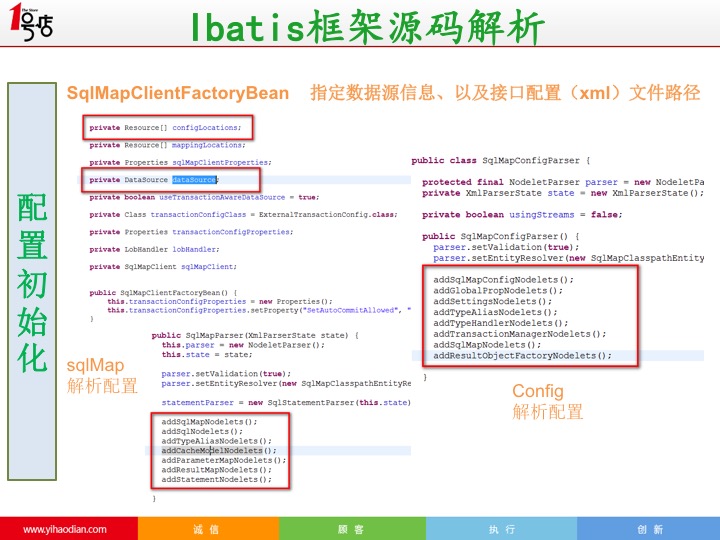 The Store
1号店
Ibatis框架源码解析
SqlMapClientFactoryBean 指定数据源信息、以及接口配置（xml）文件路径
配置初始化
private Resource[] configLocations;
private Resource[] mappingLocations;
private Properties sqlMapClientProperties;
private DataSource dataSource;
private boolean useTransactionAwareDataSource = true;
private Class transactionConfigClass = ExternalTransactionConfig.class;
private Properties transactionConfigProperties;
private LobHandler lobHandler;
private SqlMapClient sqlMapClient;
public SqlMapClientFactoryBean() {
this.transactionConfigProperties = new Properties();
this.transactionConfigProperties.setProperty("SetAutoCommitAllowed", "
}
public class SqlMapConfigParser {
protected final NodeletParser parser = new NodeletPa
private XmlParserState state = new XmlParserState();
private boolean usingStreams = false;
public SqlMapConfigParser() {
parser.setValidation(true);
parser.setEntityResolver(new SqlMapClasspathEntity
addSqlMapConfigNodelets();
addGlobalPropNodelets();
addSettingsNodelets();
addTypeAliasNodelets();
addTypeHandlerNodelets();
addTransactionManagerNodelets();
addSqlMapNodelets();
addResultObjectFactoryNodelets();
}
Config
解析配置
sqlMap
解析配置
public SqlMapParser(XmlParserState state) {
this.parser = new NodeletParser();
this.state = state;
parser.setValidation(true);
parser.setEntityResolver(new SqlMapClasspathEntityRe
statementParser = new SqlStatementParser(this.state)
addSqlMapNodelets();
addSqlNodelets();
addTypeAliasNodelets();
addCacheModelNodelets();
addParameterMapNodelets();
addResultMapNodelets();
addStatementNodelets();
}
www.yihaodian.com 诚 信 顾 客 执 行 创 新